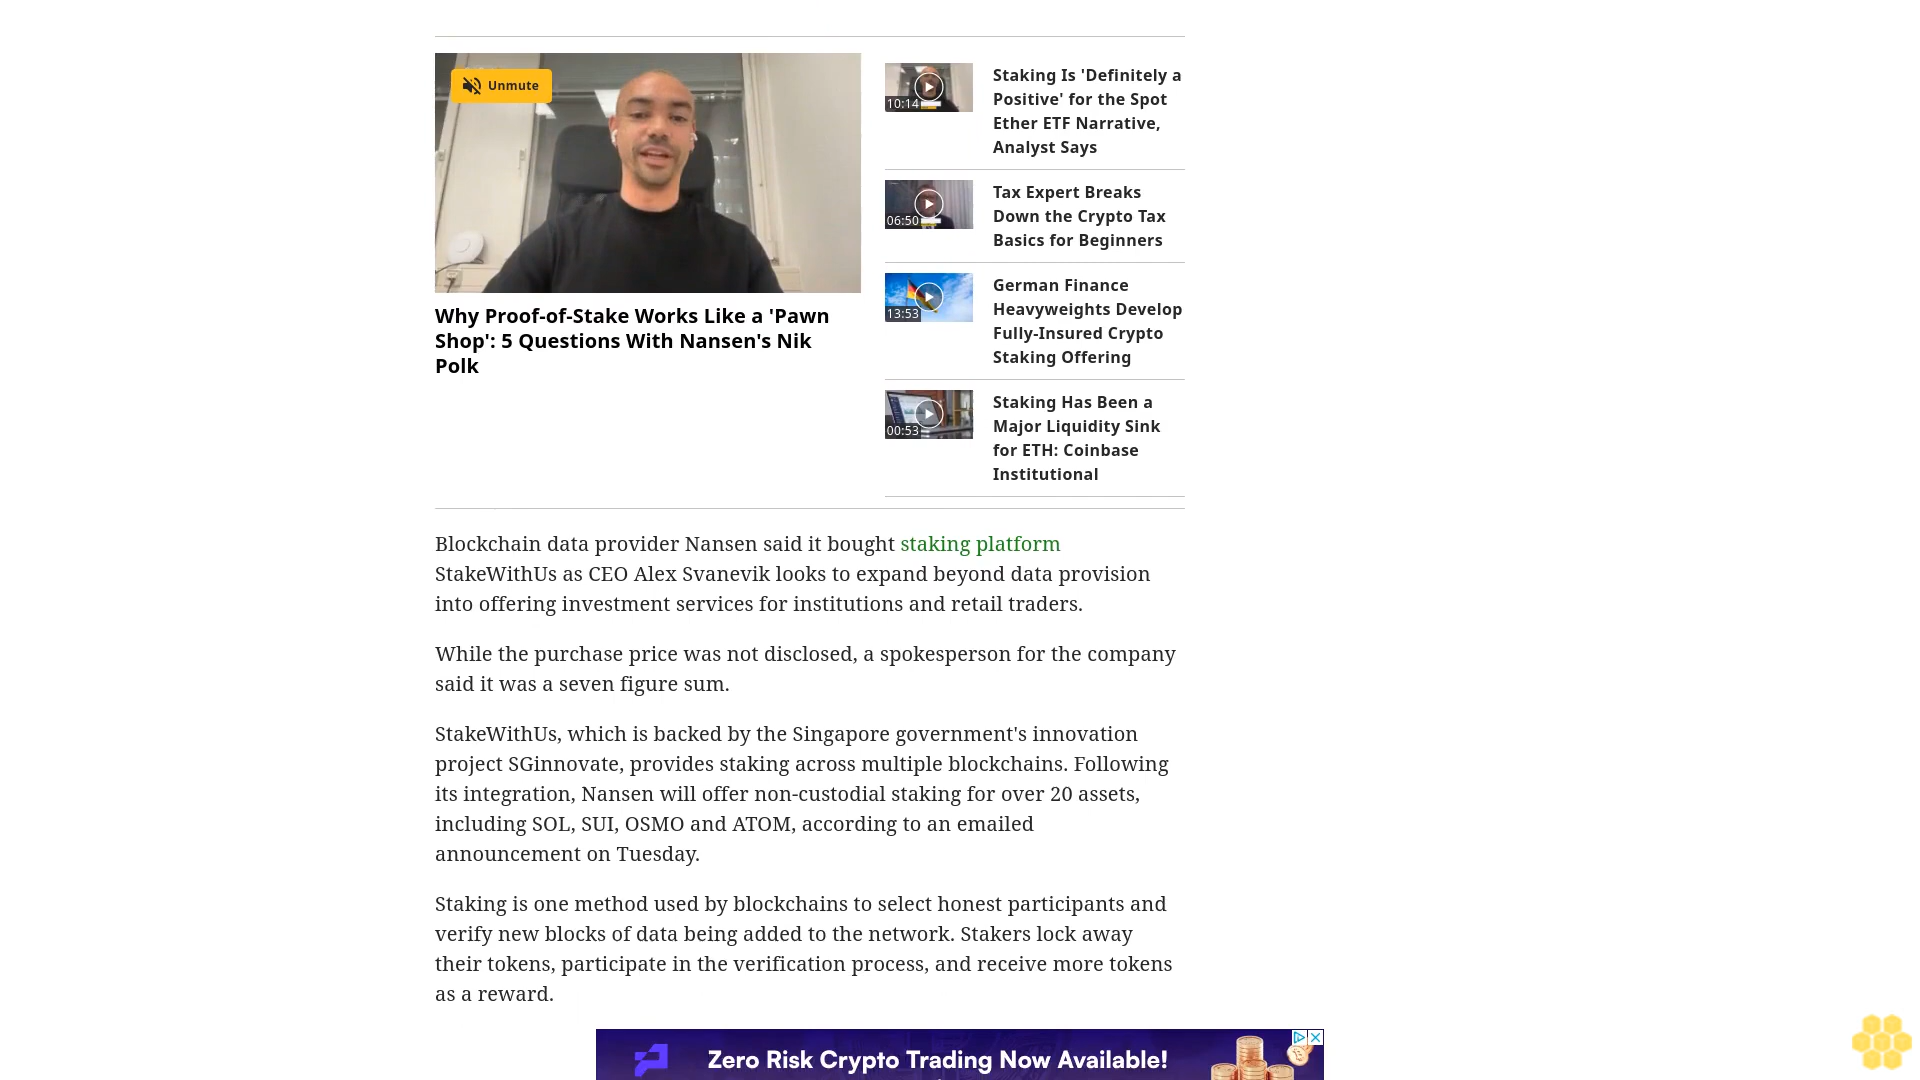 Unmute
Why Proof-of-Stake Works Like a 'Pawn
Shop': 5 Questions With Nansen's Nik
Polk
10:14
Staking Is 'Definitely a
Positive' for the Spot
Ether ETF Narrative,
Analyst Says
06:50
Tax Expert Breaks
Down the Crypto Tax
Basics for Beginners
13:53
German Finance
Heavyweights Develop
Fully-Insured Crypto
Staking Offering
00:53
Staking Has Been a
Major Liquidity Sink
for ETH: Coinbase
Institutional
Blockchain data provider Nansen said it bought staking platform
StakeWithUs as CEO Alex Svanevik looks to expand beyond data provision
into offering investment services for institutions and retail traders.
While the purchase price was not disclosed, a spokesperson for the company
said it was a seven figure sum.
StakeWithUs, which is backed by the Singapore government's innovation
project SGinnovate, provides staking across multiple blockchains. Following
its integration, Nansen will offer non-custodial staking for over 20 assets,
including SOL, SUI, OSMO and ATOM, according to an emailed
announcement on Tuesday.
Staking is one method used by blockchains to select honest participants and
verify new blocks of data being added to the network. Stakers lock away
their tokens, participate in the verification process, and receive more tokens
as a reward.
Zero Risk Crypto Trading Now Available!